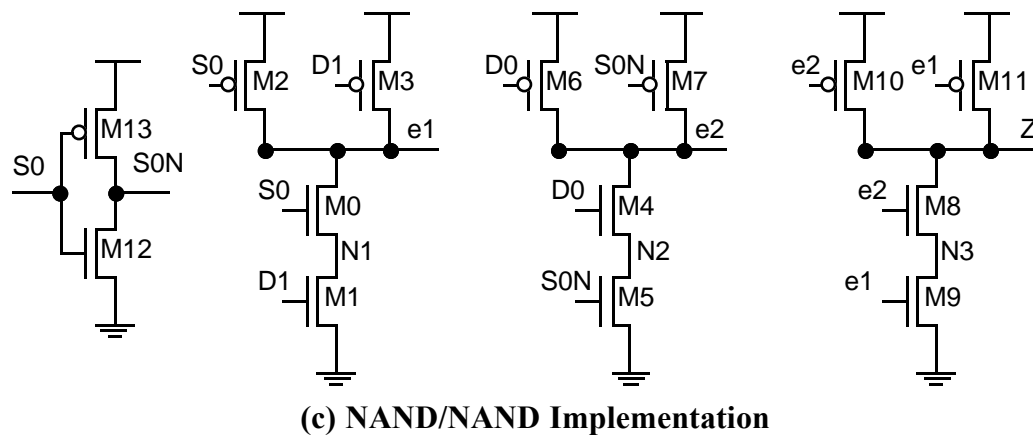 S0 M2 D1 M3 D0 M6 S0N M7 e2 M10 e1 M11
M13 e1 e2 Z
S0 S0N S0 M0 D0 M4 e2 M8
M12 N1 N2 N3
D1 M1 S0N M5 e1 M9
(c) NAND/NAND Implementation